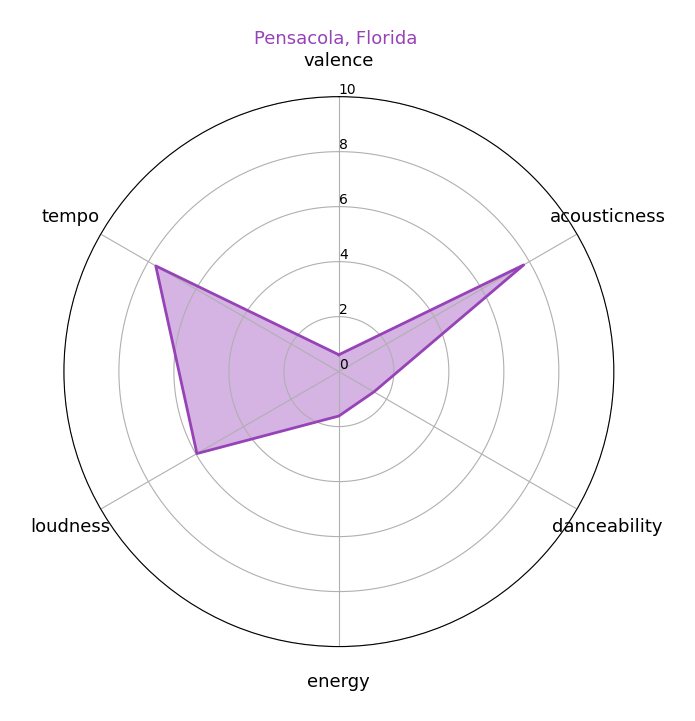 Pensacola, Florida
valence
10
8
6
4
2
0
tempo
acousticness
loudness
danceability
energy